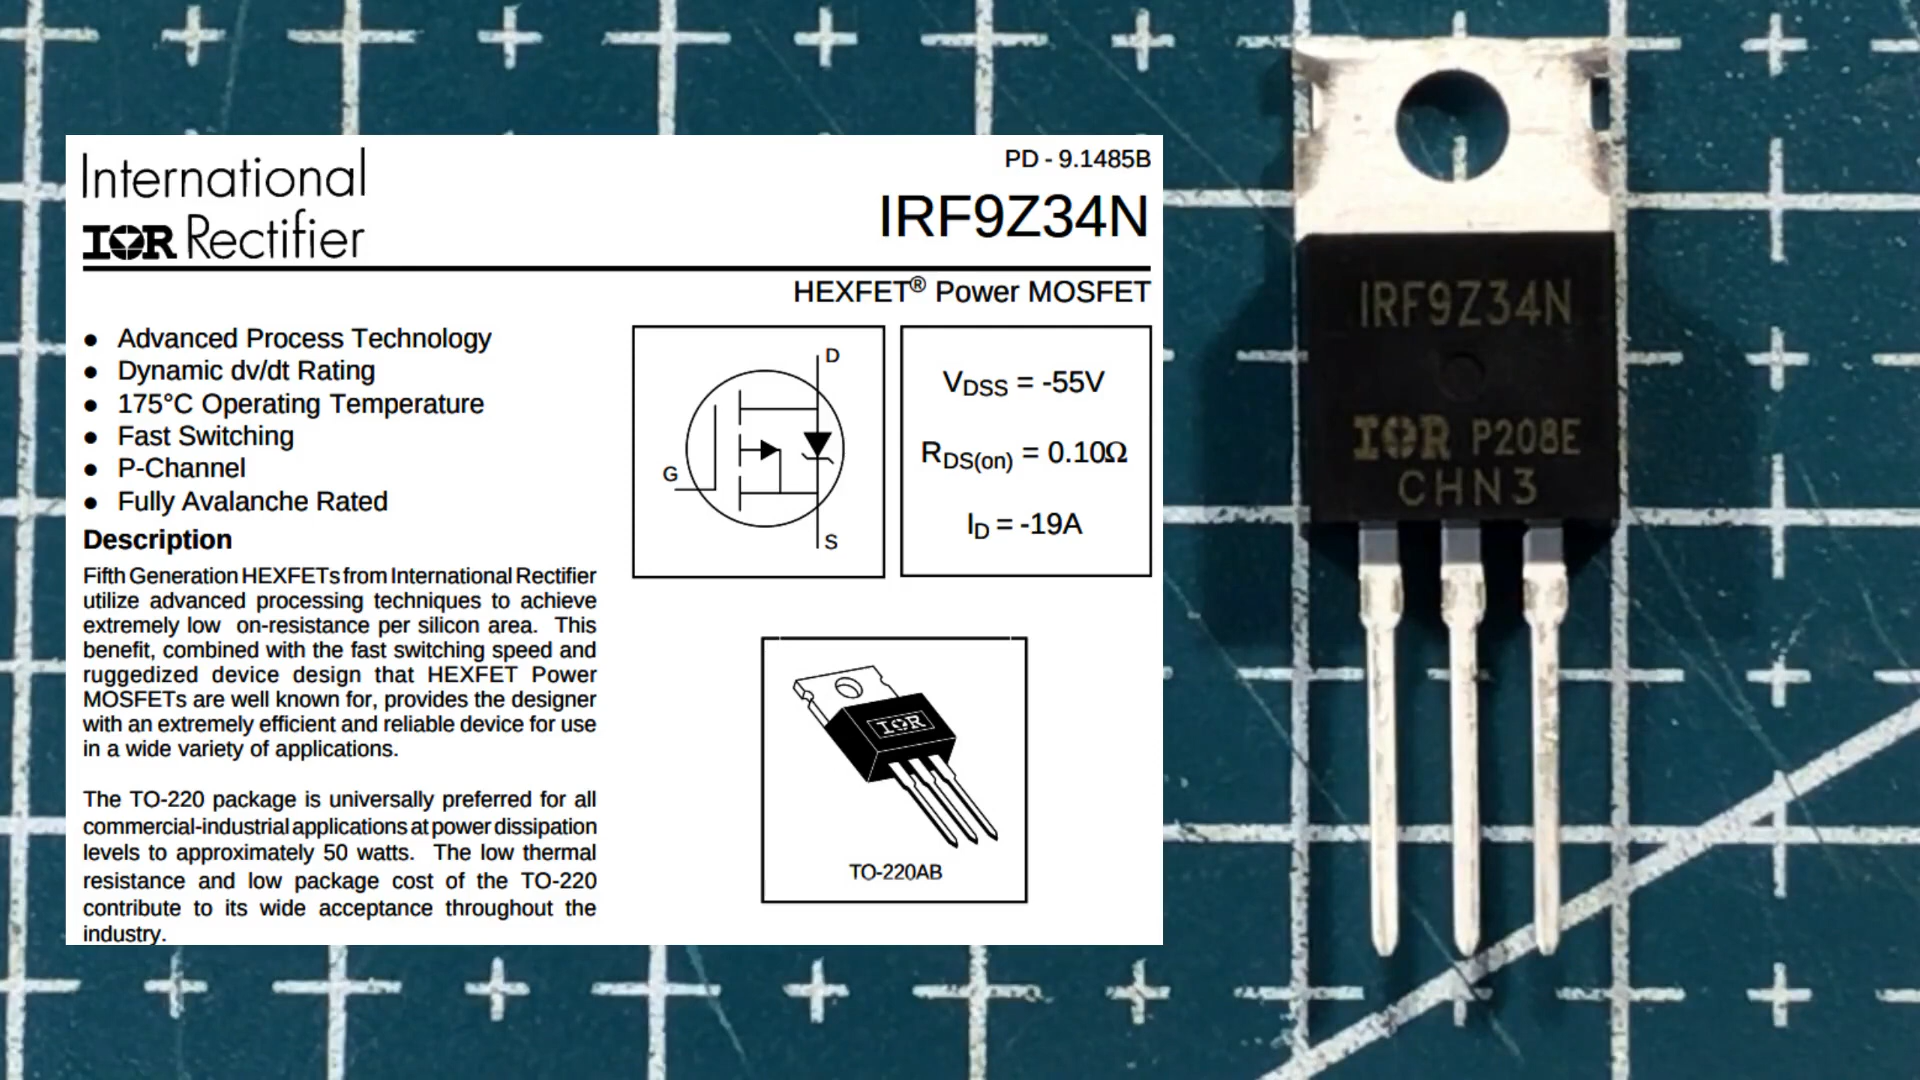 International
IOR Rectifier
PD - 9.1485B
IRF9Z34N
HEXFET® Power MOSFET
● Advanced Process Technology
● Dynamic dv/dt Rating
● 175°C Operating Temperature
● Fast Switching
● P-Channel
● Fully Avalanche Rated
Description
Fifth Generation HEXFETs from International Rectifier
utilize advanced processing techniques to achieve
extremely low on-resistance per silicon area. This
benefit, combined with the fast switching speed and
ruggedized device design that HEXFET Power
MOSFETs are well known for, provides the designer
with an extremely efficient and reliable device for use
in a wide variety of applications.
The TO-220 package is universally preferred for all
commercial-industrial applications at power dissipation
levels to approximately 50 watts. The low thermal
resistance and low package cost of the TO-220
contribute to its wide acceptance throughout the
industry.
D
G
S
VDSS = -55V
RDS(on) = 0.10Ω
ID = -19A
IOR
TO-220AB
IRF9Z34N
IOR P208E
CHN3